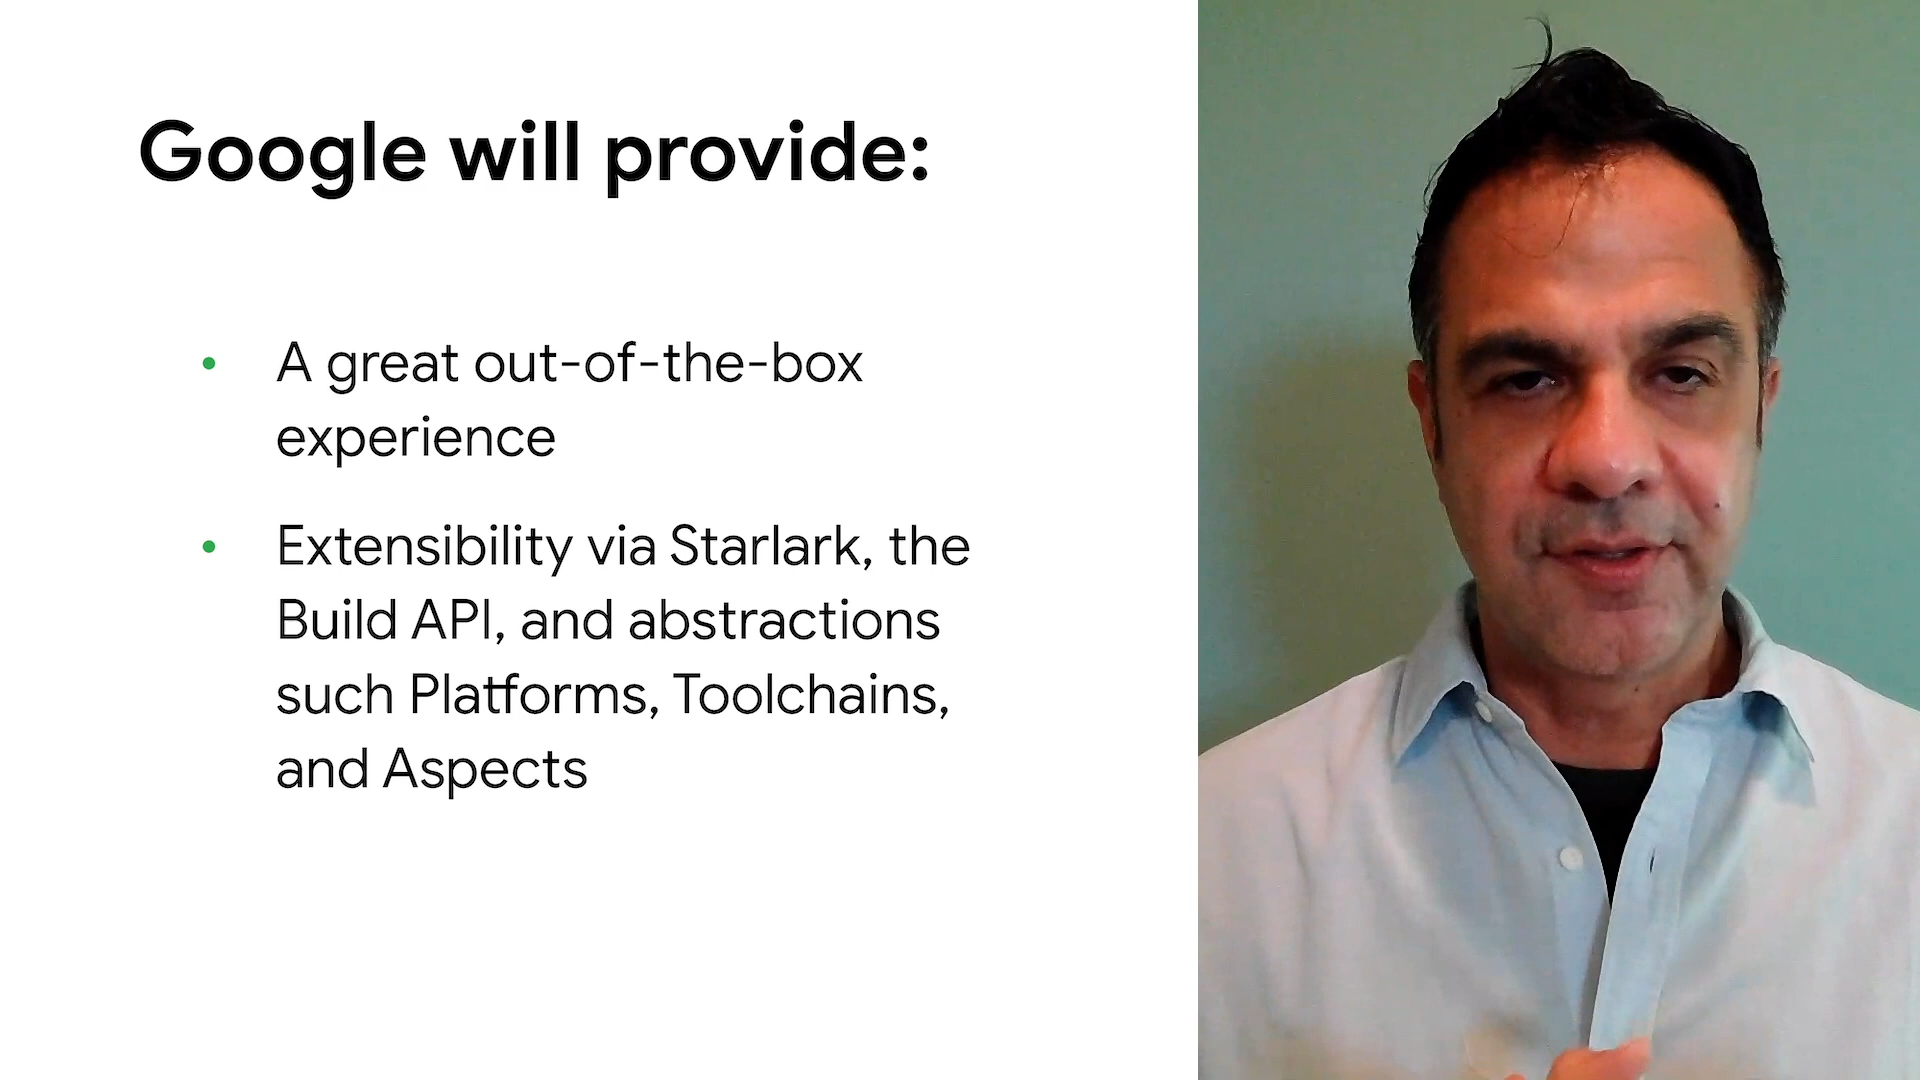 Google will provide:
• A great out-of-the-box
experience
• Extensibility via Starlark, the
Build API, and abstractions
such Platforms, Toolchains,
and Aspects